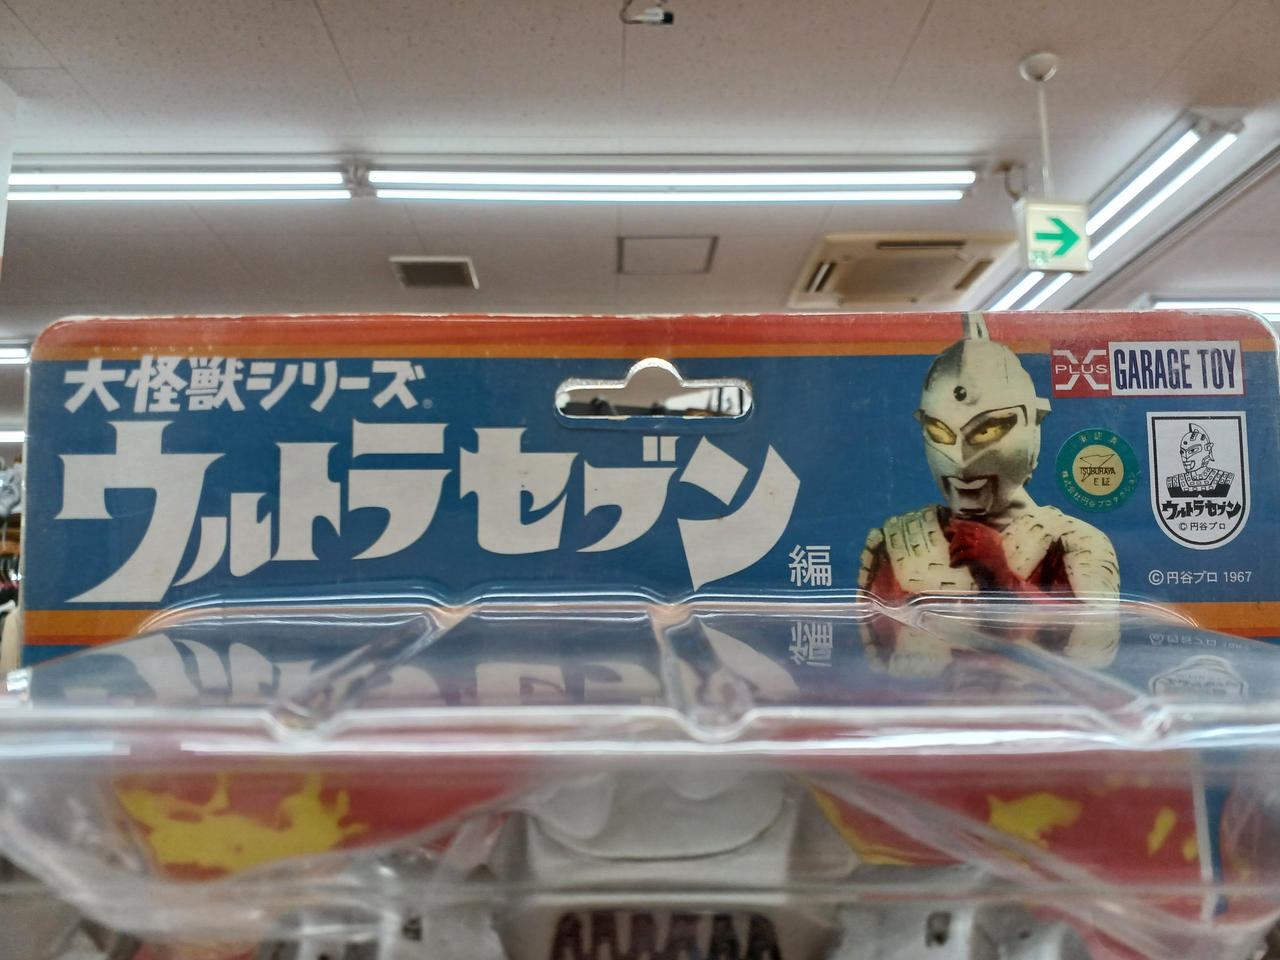 大怪獣シリーズ
ウルトラセブン編
X PLUS
GARAGE TOY
TSUBURAYA
ウルトラセブン
©円谷プロ
©円谷プロ 1967